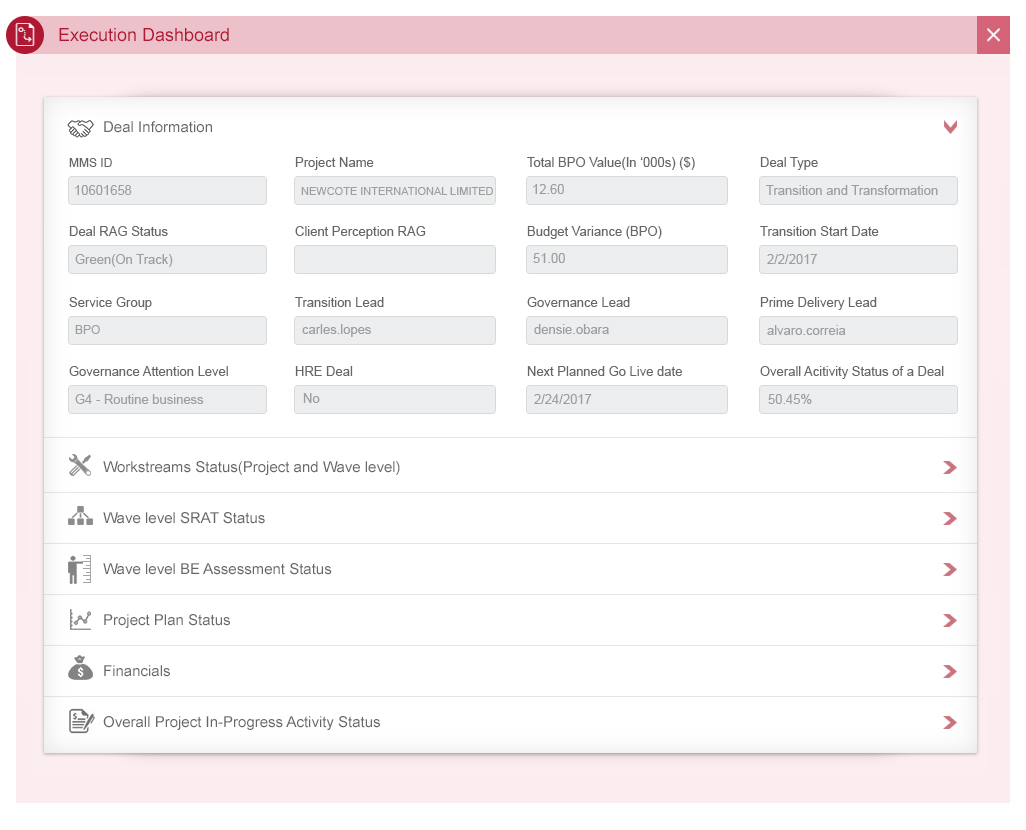 Execution Dashboard
Deal Information
MMS ID Project Name Total BPO Value(In ‘000s) ($) Deal Type
10601658 NEWCOTE INTERNATIONAL LIMITED 12.60 Transition and Transformation
Deal RAG Status Client Perception RAG Budget Variance (BPO) Transition Start Date
Green(On Track) 51.00 2/2/2017
Service Group Transition Lead Governance Lead Prime Delivery Lead
BPO carles.lopes densie.obara alvaro.correia
Governance Attention Level HRE Deal Next Planned Go Live date Overall Acitivity Status of a Deal
G4 - Routine business No 2/24/2017 50.45%
Workstreams Status(Project and Wave level)
Wave level SRAT Status
Wave level BE Assessment Status
Project Plan Status
Financials
Overall Project In-Progress Activity Status